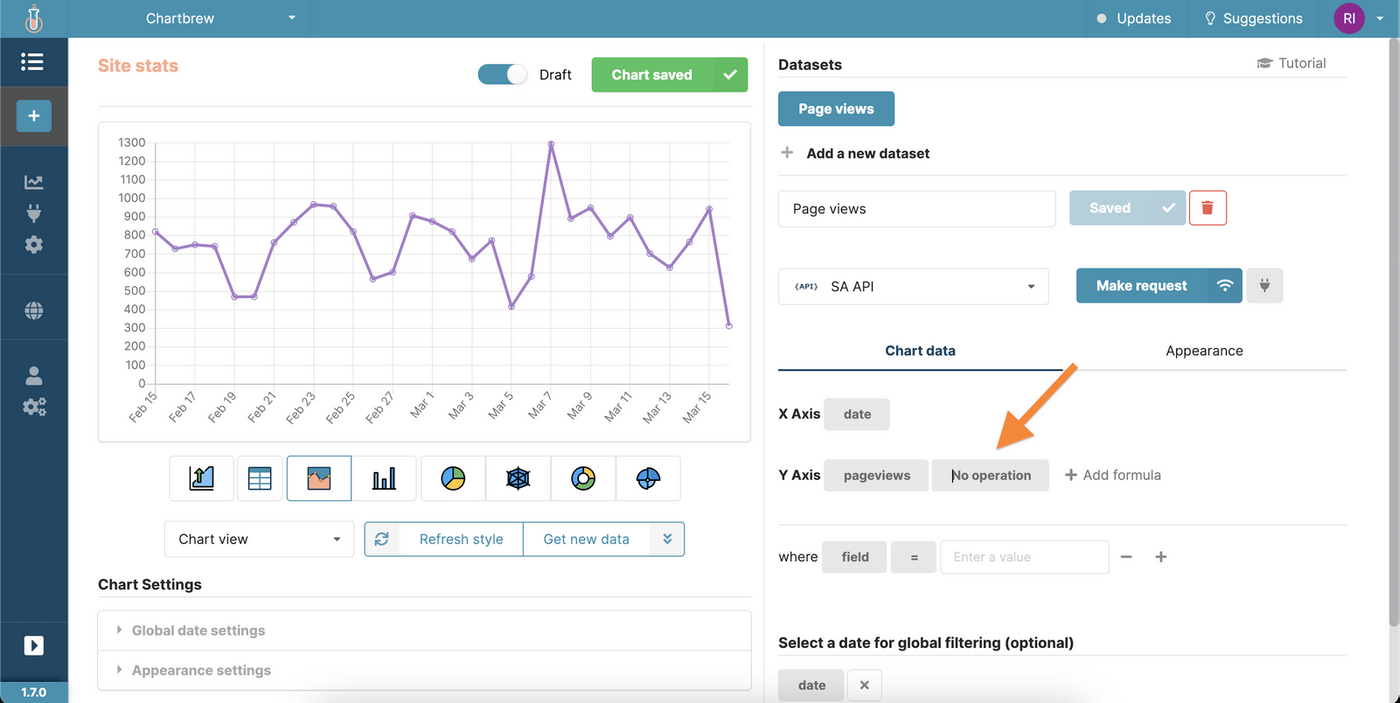 Chartbrew
Updates
Suggestions
RI
Site stats
Draft
Chart saved
1300
1200
1100
1000
900
800
700
600
500
400
300
200
100
0
Feb 15
Feb 17
Feb 19
Feb 21
Feb 23
Feb 25
Feb 27
Mar 1
Mar 3
Mar 5
Mar 7
Mar 9
Mar 11
Mar 13
Mar 15
Chart view
Refresh style
Get new data
Chart Settings
Global date settings
Appearance settings
1.7.0
Datasets
Tutorial
Page views
Add a new dataset
Page views
Saved
{API} SA API
Make request
Chart data
Appearance
X Axis date
Y Axis pageviews No operation + Add formula
where field = Enter a value
Select a date for global filtering (optional)
date